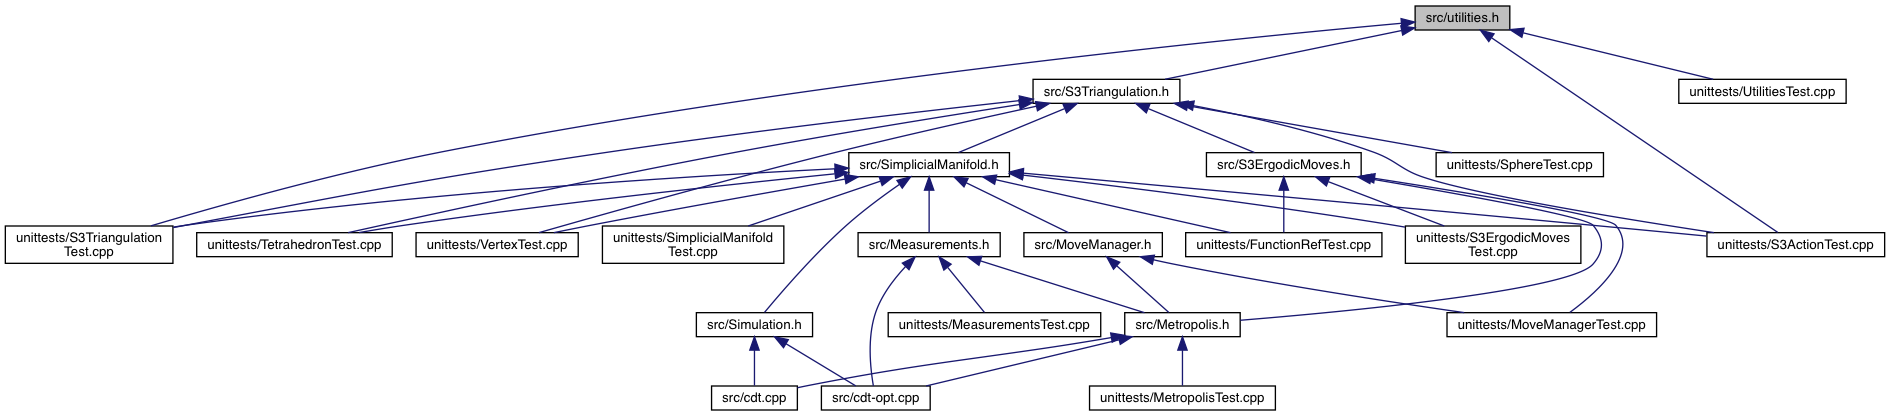 src/utilities.h
src/S3Triangulation.h
unittests/UtilitiesTest.cpp
src/SimplicialManifold.h
src/S3ErgodicMoves.h
unittests/SphereTest.cpp
unittests/S3Triangulation
Test.cpp
unittests/TetrahedronTest.cpp
unittests/VertexTest.cpp
unittests/SimplicialManifold
Test.cpp
src/Measurements.h
src/MoveManager.h
unittests/FunctionRefTest.cpp
unittests/S3ErgodicMoves
Test.cpp
unittests/S3ActionTest.cpp
src/Simulation.h
unittests/MeasurementsTest.cpp
src/Metropolis.h
unittests/MoveManagerTest.cpp
src/cdt.cpp
src/cdt-opt.cpp
unittests/MetropolisTest.cpp